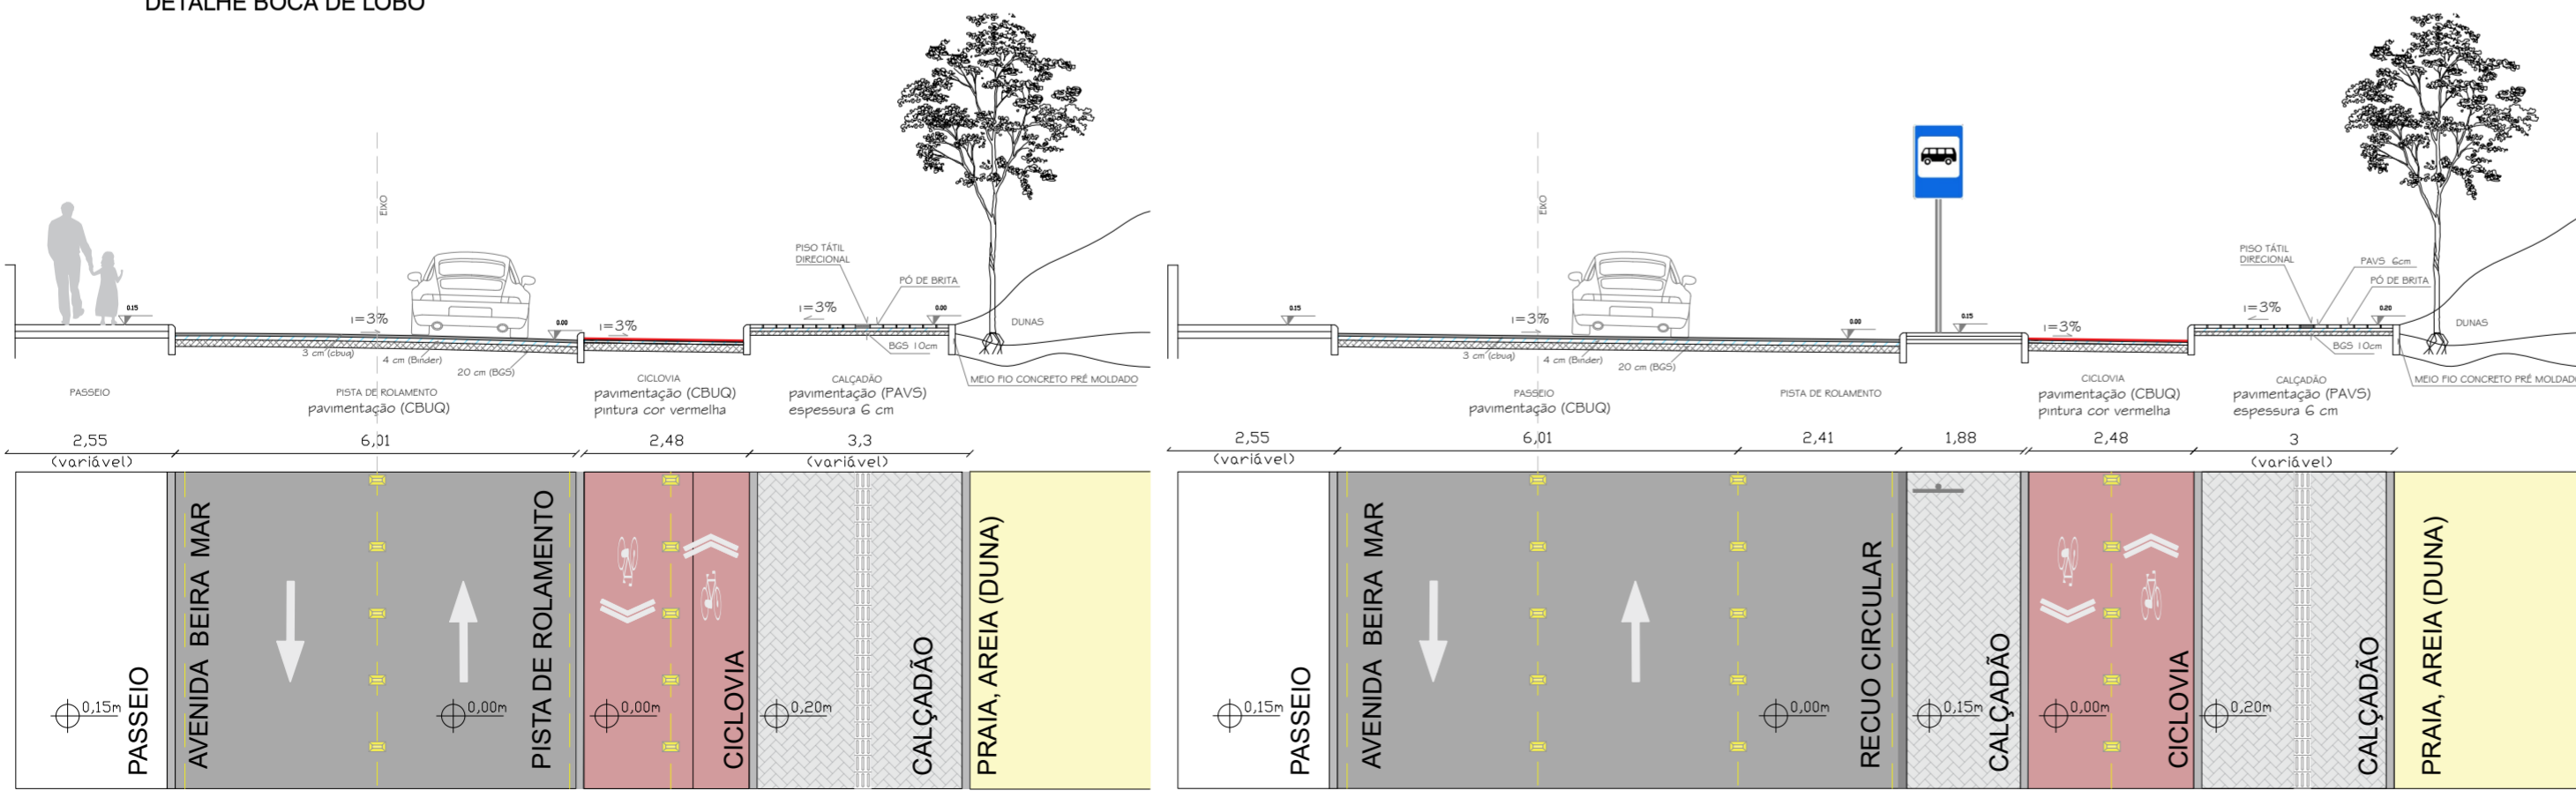 DETALHE BOCA DE LOBO
EIXO
PISO TÁTIL
DIRECIONAL
PÓ DE BRITA
0.15
i=3%
0.00
i=3%
i=3%
0.00
DUNAS
3 cm (cbuq)
4 cm (Binder)
20 cm (BGS)
BGS 10cm
MEIO FIO CONCRETO PRÉ MOLDADO
PASSEIO
PISTA DE ROLAMENTO
pavimentação (CBUQ)
CICLOVIA
pavimentação (CBUQ)
pintura cor vermelha
CALÇADÃO
pavimentação (PAVS)
espessura 6 cm
2,55
(variável)
6,01
2,48
3,3
(variável)
PASSEIO
0,15m
AVENIDA BEIRA MAR
PISTA DE ROLAMENTO
0,00m
0,00m
CICLOVIA
0,20m
CALÇADÃO
PRAIA, AREIA (DUNA)
EIXO
PISO TÁTIL
DIRECIONAL
PAVS 6cm
PÓ DE BRITA
0.15
i=3%
0.00
0.15
i=3%
i=3%
0.20
DUNAS
3 cm (cbuq)
4 cm (Binder)
20 cm (BGS)
BGS 10cm
MEIO FIO CONCRETO PRÉ MOLDADO
PASSEIO
pavimentação (CBUQ)
PISTA DE ROLAMENTO
CICLOVIA
pavimentação (CBUQ)
pintura cor vermelha
CALÇADÃO
pavimentação (PAVS)
espessura 6 cm
2,55
(variável)
6,01
2,41
1,88
2,48
3
(variável)
0,15m
PASSEIO
AVENIDA BEIRA MAR
0,00m
RECUO CIRCULAR
0,15m
CALÇADÃO
0,00m
CICLOVIA
0,20m
CALÇADÃO
PRAIA, AREIA (DUNA)